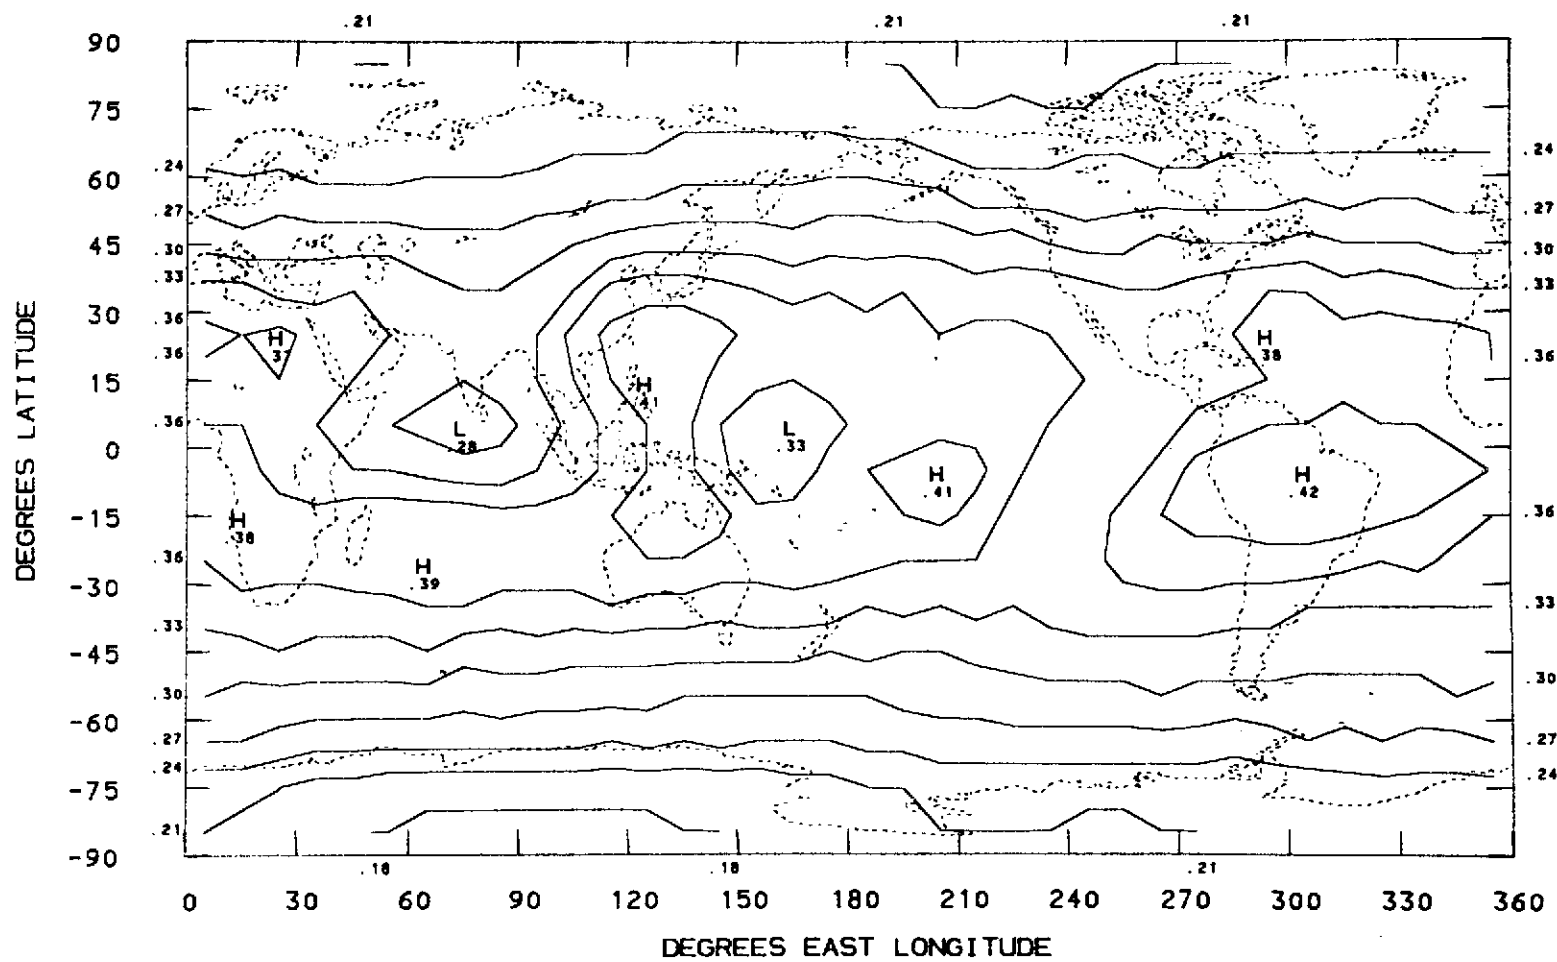 .21 .21 .21
90
75
.24 .24
60
.27 .27
45
.30 .30
.33 .33
30
.36
H
37
H
38
.36 .36
15
H
.41
.36
L
.28
L
.33
0
H
.41
H
.42
-15
H
38
.36
.36
H
.39
-30
.33
.33
-45
.30
.30
-60
.27 .27
.24 .24
-75
.21
-90
.18 .18 .21
0 30 60 90 120 150 180 210 240 270 300 330 360
DEGREES LATITUDE
DEGREES EAST LONGITUDE